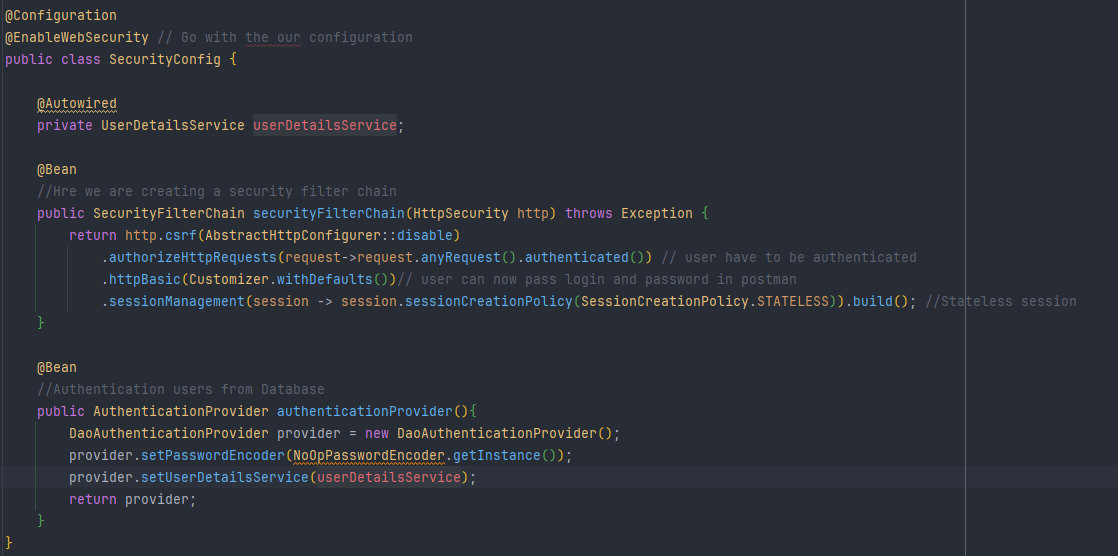 @Configuration
@EnableWebSecurity // Go with the our configuration
public class SecurityConfig {
@Autowired
private UserDetailsService userDetailsService;
@Bean
//Hre we are creating a security filter chain
public SecurityFilterChain securityFilterChain(HttpSecurity http) throws Exception {
return http.csrf(AbstractHttpConfigurer::disable)
.authorizeHttpRequests(request->request.anyRequest().authenticated()) // user have to be authenticated
.httpBasic(Customizer.withDefaults())// user can now pass login and password in postman
.sessionManagement(session -> session.sessionCreationPolicy(SessionCreationPolicy.STATELESS)).build(); //Stateless session
}
@Bean
//Authentication users from Database
public AuthenticationProvider authenticationProvider(){
DaoAuthenticationProvider provider = new DaoAuthenticationProvider();
provider.setPasswordEncoder(NoOpPasswordEncoder.getInstance());
provider.setUserDetailsService(userDetailsService);
return provider;
}
}